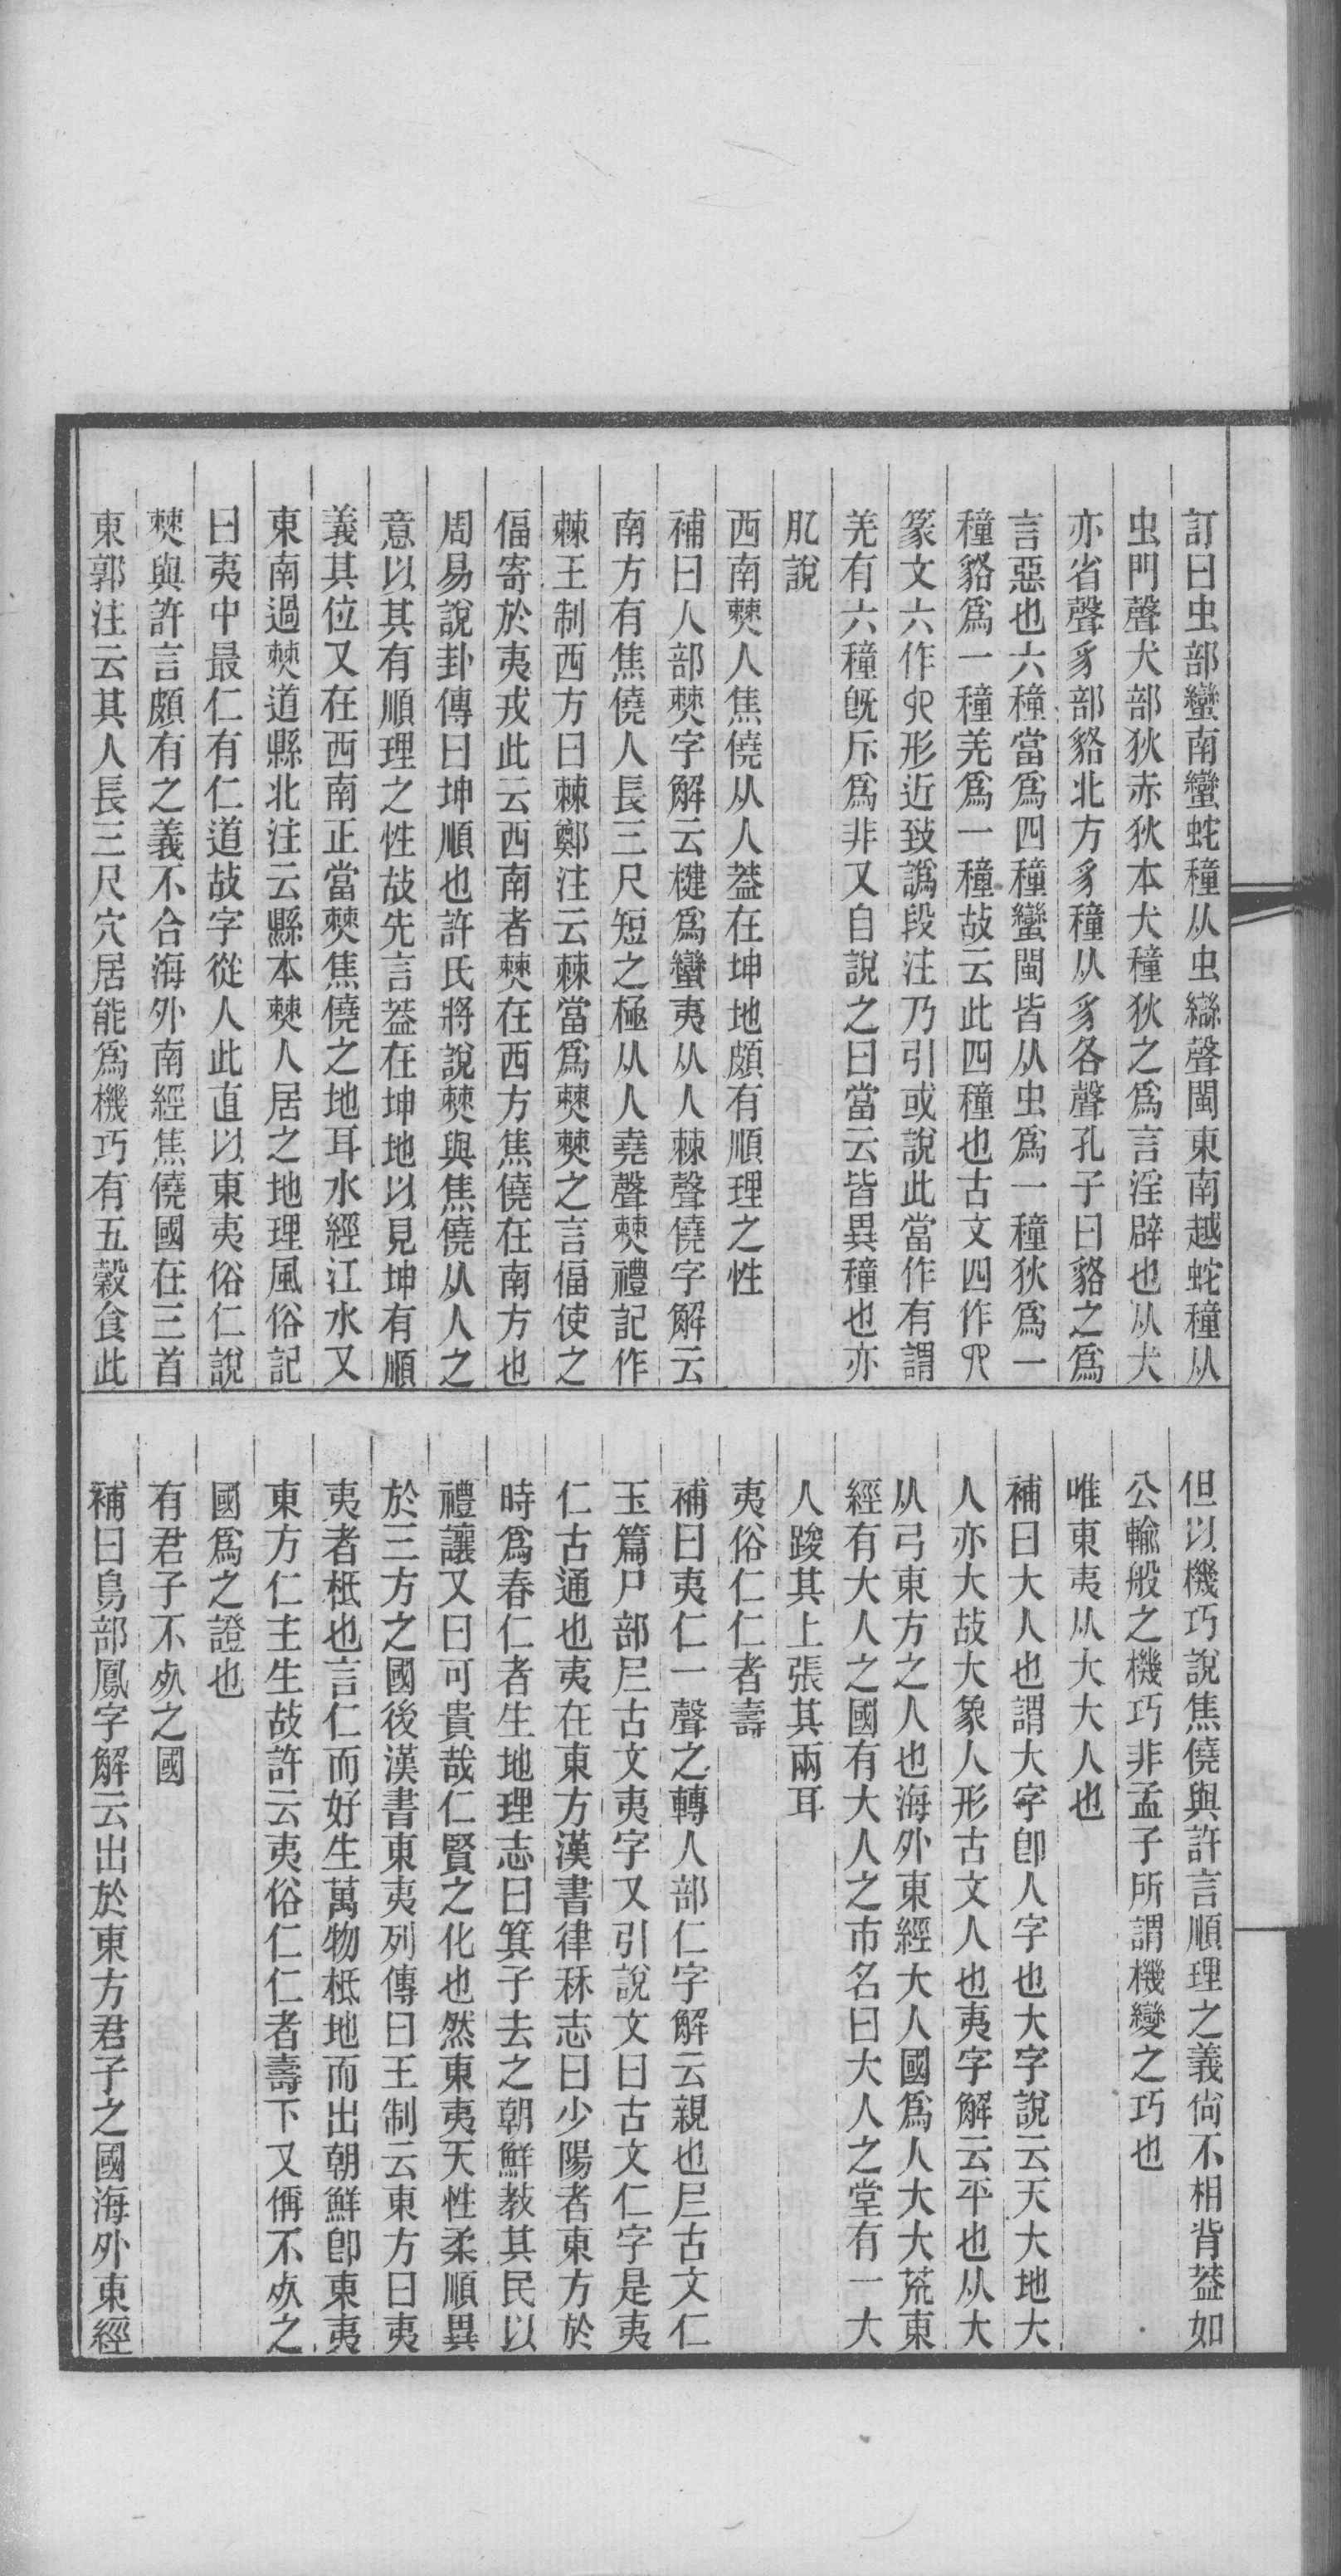 訂曰虫部蠻南蠻蛇穜从虫䜌聲閩東南越蛇穜从
虫門聲犬部狄赤狄本犬穜狄之爲言淫辟也从犬
亦省聲豸部貉北方豸穜从豸各聲孔子曰貉之爲
言惡也六穜當爲四穜蠻閩皆从虫爲一穜狄爲一
穜貉爲一穜羌爲一穜故云此四穜也古文四作𦉭
篆文六作形近致譌段注乃引或說此當作有謂
羌有六穜旣斥爲非又自說之曰當云皆異穜也亦
肊說
西南僰人焦僥从人葢在坤地頗有順理之性
補曰人部僰字解云楗爲蠻夷从人棘聲僥字解云
南方有焦僥人長三尺短之極从人堯聲僰禮記作
棘王制西方曰棘鄭注云棘當爲僰僰之言偪使之
偪寄於夷戎此云西南者僰在西方焦僥在南方也
周易說卦傳曰坤順也許氏將說僰與焦僥从人之
意以其有順理之性故先言葢在坤地以見坤有順
義其位又在西南正當僰焦僥之地耳水經江水又
東南過僰道縣北注云縣本僰人居之地理風俗記
曰夷中最仁有仁道故字從人此直以東夷俗仁說
僰與許言頗有之義不合海外南經焦僥國在三首
東郭注云其人長三尺穴居能爲機巧有五穀食此
但以機巧說焦僥與許言順理之義尙不相背葢如
公輸般之機巧非孟子所謂機變之巧也
唯東夷从大大人也
補曰大人也謂大字卽人字也大字說云天大地大
人亦大故大象人形古文人也夷字解云平也从大
从弓東方之人也海外東經大人國爲人大大荒東
經有大人之國有大人之市名曰大人之堂有一大
人踆其上張其兩耳
夷俗仁仁者壽
補曰夷仁一聲之轉人部仁字解云親也𡰥古文仁
玉篇尸部𡰥古文夷字又引說文曰古文仁字是夷
仁古通也夷在東方漢書律秝志曰少陽者東方於
時爲春仁者生地理志曰箕子去之朝鮮教其民以
禮讓又曰可貴哉仁賢之化也然東夷天性柔順異
於三方之國後漢書東夷列傳曰王制云東方曰夷
夷者柢也言仁而好生萬物柢地而出朝鮮卽東夷
東方仁主生故許云夷俗仁仁者壽下又偁不𣦸之
國爲之證也
有君子不𣦸之國
補曰鳥部鳳字解云出於東方君子之國海外東經